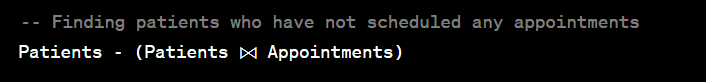 -- Finding patients who have not scheduled any appointments
Patients - (Patients ⨝ Appointments)